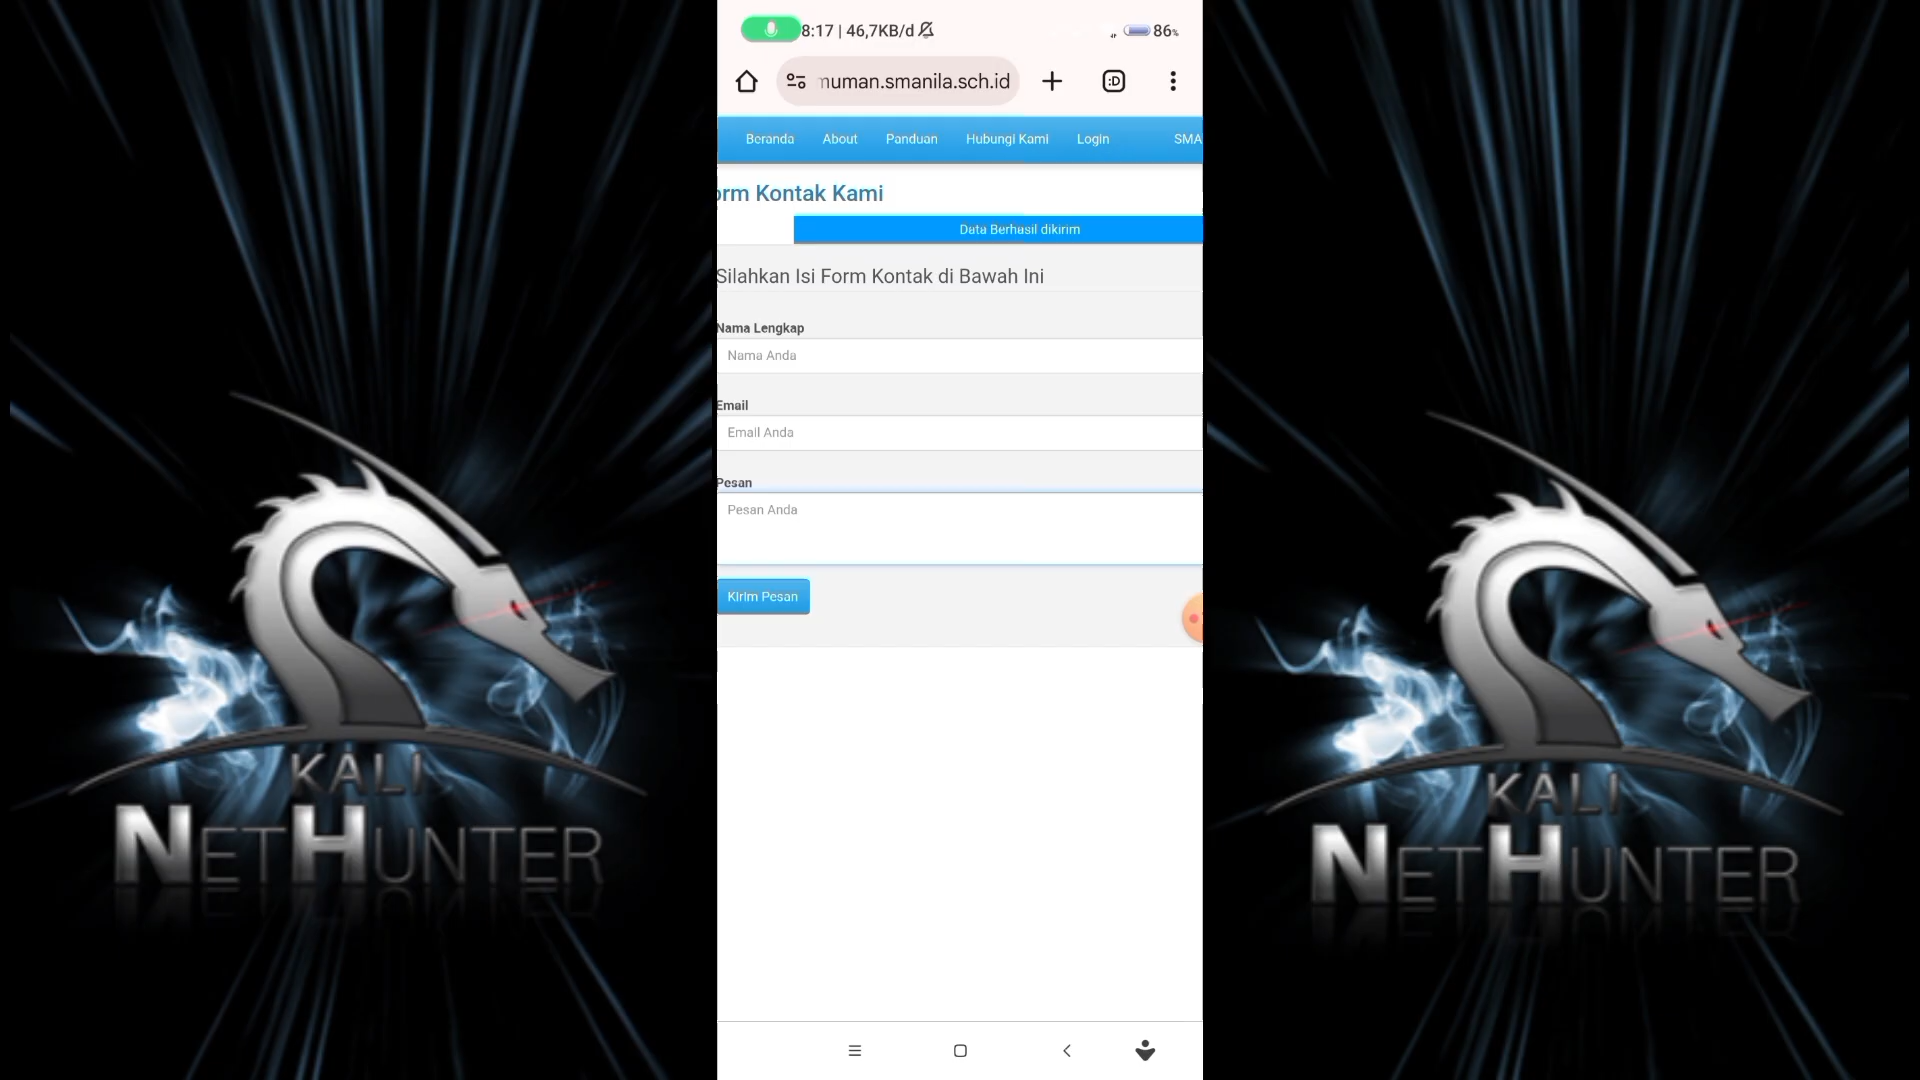 8:17 | 46,7KB/d
86%
muman.smanila.sch.id
:D
Beranda About Panduan Hubungi Kami Login SMA
orm Kontak Kami
Data Berhasil dikirim
Silahkan Isi Form Kontak di Bawah Ini
Nama Lengkap
Nama Anda
Email
Email Anda
Pesan
Pesan Anda
Kirim Pesan
KALI
NETHUNTER
KALI
NETHUNTER